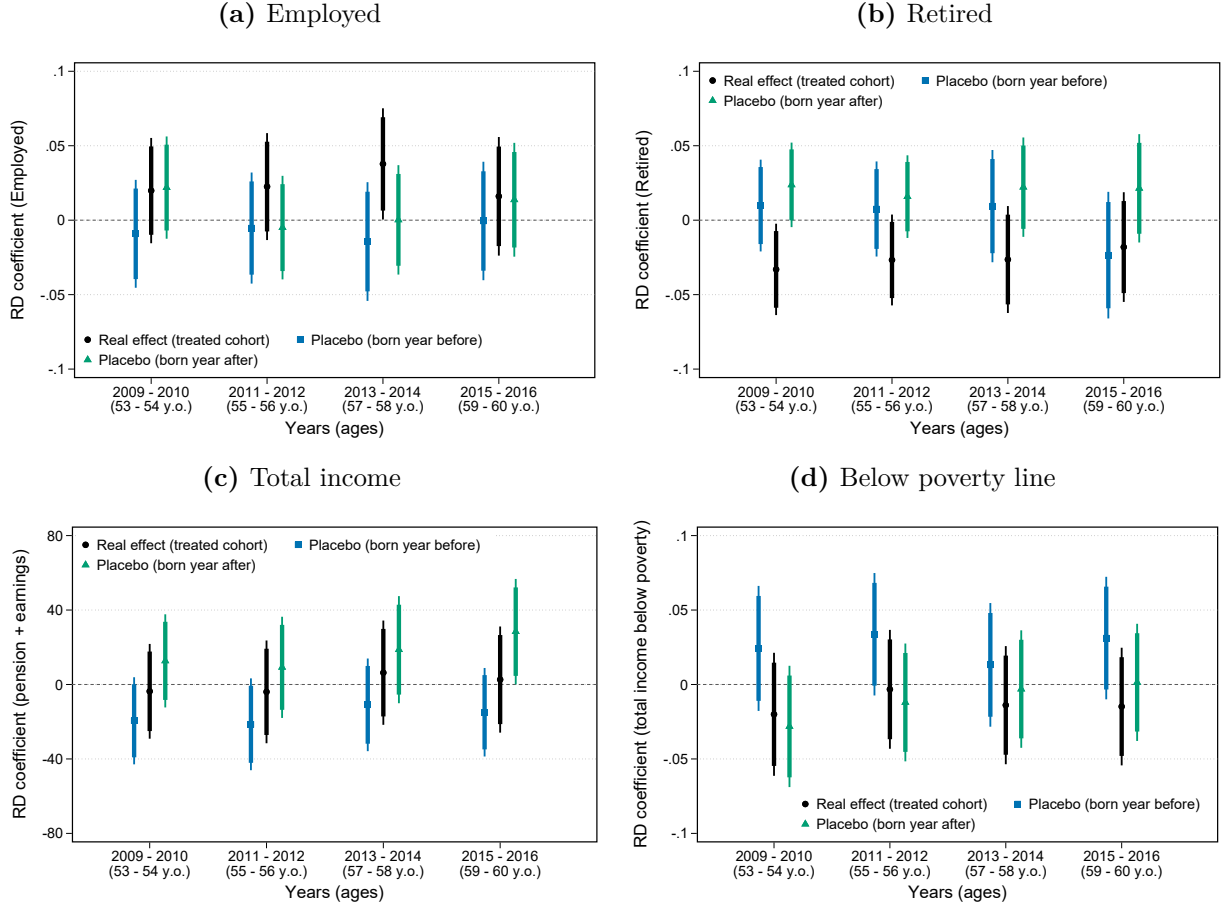 (a) Employed
RD coefficient (Employed)
.1
.05
0
-.05
-.1
Real effect (treated cohort) Placebo (born year before)
Placebo (born year after)
2009 - 2010 2011 - 2012 2013 - 2014 2015 - 2016
(53 - 54 y.o.) (55 - 56 y.o.) (57 - 58 y.o.) (59 - 60 y.o.)
Years (ages)
(b) Retired
RD coefficient (Retired)
.1
.05
0
-.05
-.1
Real effect (treated cohort) Placebo (born year before)
Placebo (born year after)
2009 - 2010 2011 - 2012 2013 - 2014 2015 - 2016
(53 - 54 y.o.) (55 - 56 y.o.) (57 - 58 y.o.) (59 - 60 y.o.)
Years (ages)
(c) Total income
RD coefficient (pension + earnings)
80
40
0
-40
-80
Real effect (treated cohort) Placebo (born year before)
Placebo (born year after)
2009 - 2010 2011 - 2012 2013 - 2014 2015 - 2016
(53 - 54 y.o.) (55 - 56 y.o.) (57 - 58 y.o.) (59 - 60 y.o.)
Years (ages)
(d) Below poverty line
RD coefficient (total income below poverty)
.1
.05
0
-.05
-.1
Real effect (treated cohort) Placebo (born year before)
Placebo (born year after)
2009 - 2010 2011 - 2012 2013 - 2014 2015 - 2016
(53 - 54 y.o.) (55 - 56 y.o.) (57 - 58 y.o.) (59 - 60 y.o.)
Years (ages)